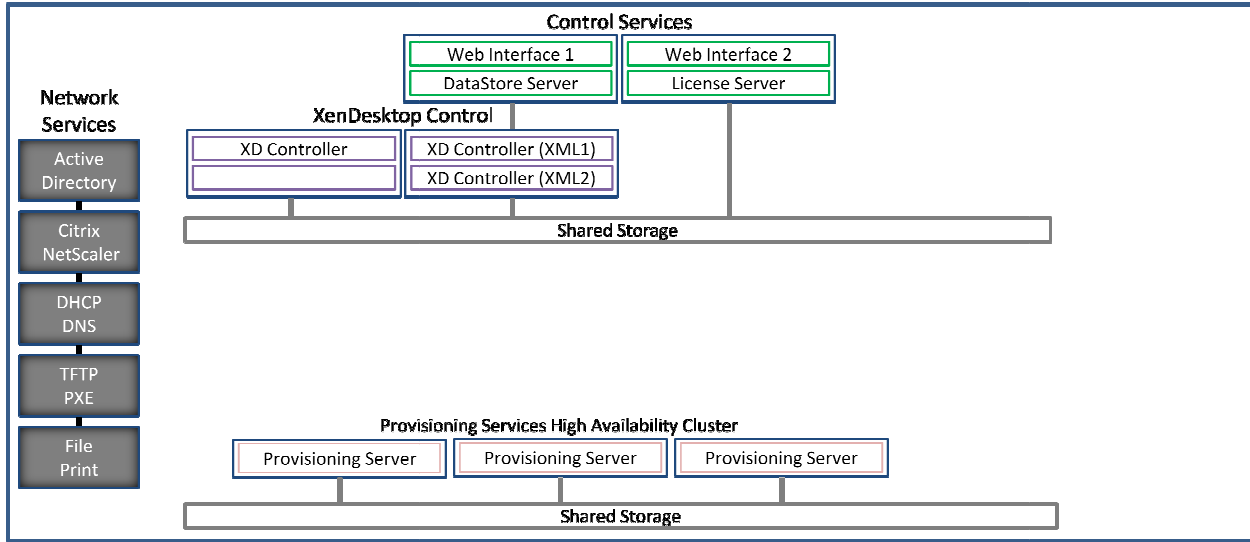 Control Services
Web Interface 1
DataStore Server
Web Interface 2
License Server
Network
Services
Active
Directory
Citrix
NetScaler
DHCP
DNS
TFTP
PXE
File
Print
XenDesktop Control
XD Controller
XD Controller (XML1)
XD Controller (XML2)
Shared Storage
Provisioning Services High Availability Cluster
Provisioning Server
Provisioning Server
Provisioning Server
Shared Storage